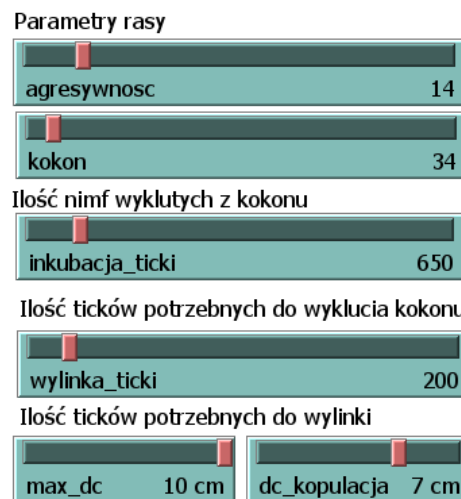 Parametry rasy
agresywnosc 14
kokon 34
Ilość nimf wyklutych z kokonu
inkubacja_ticki 650
Ilość ticków potrzebnych do wyklucia kokonu
wylinka_ticki 200
Ilość ticków potrzebnych do wylinki
max_dc 10 cm dc_kopulacja 7 cm